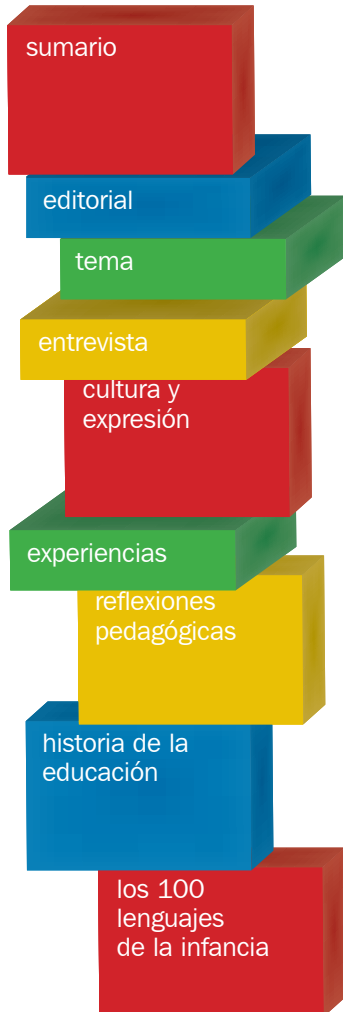 sumario
editorial
tema
entrevista
cultura y
expresión
experiencias
reflexiones
pedagógicas
historia de la
educación
los 100
lenguajes
de la infancia